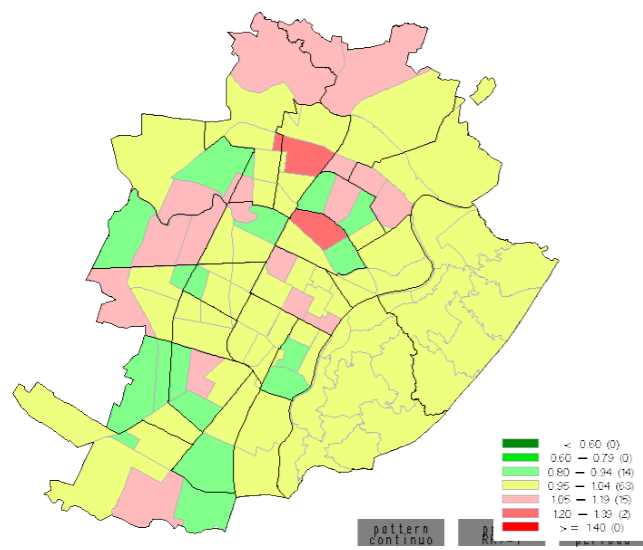 < 0.60 (0)
0.60 – 0.79 (0)
0.80 – 0.94 (14)
0.95 – 1.04 (63)
1.05 – 1.19 (15)
1.20 – 1.39 (2)
>= 1.40 (0)
pattern
continuo